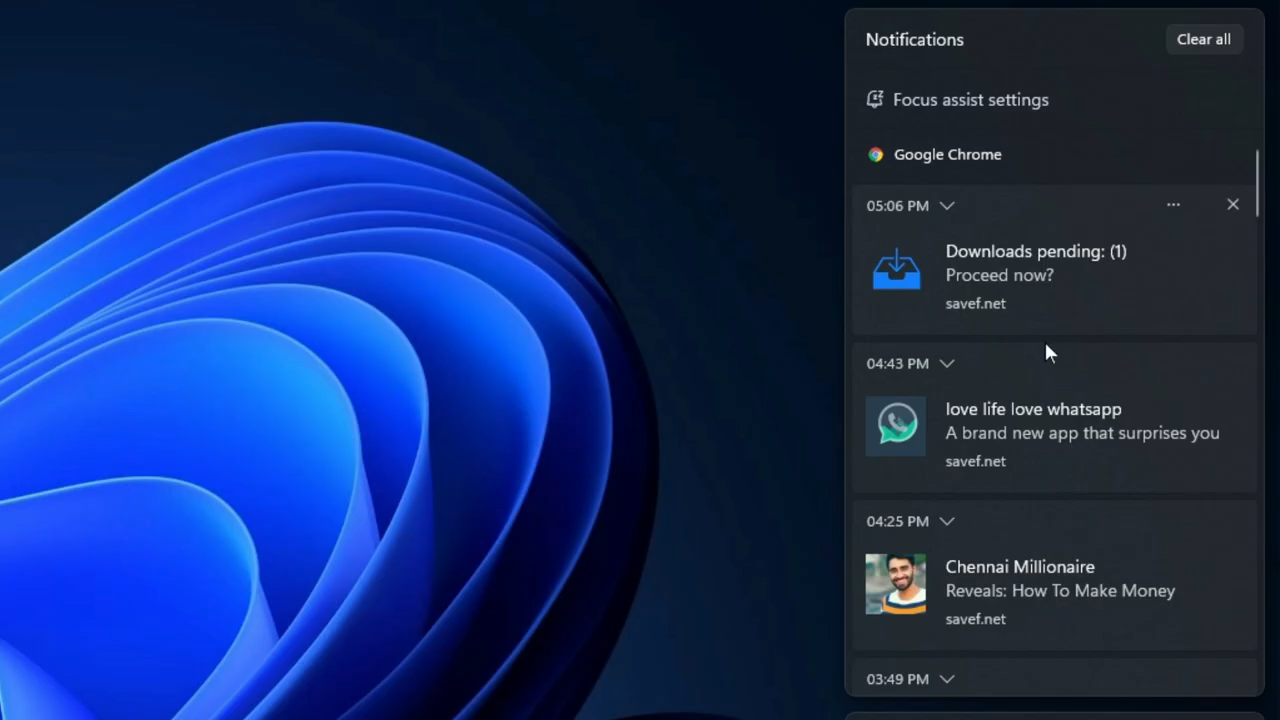 Notifications
Clear all
Focus assist settings
Google Chrome
05:06 PM
Downloads pending: (1)
Proceed now?
savef.net
04:43 PM
love life love whatsapp
A brand new app that surprises you
savef.net
04:25 PM
Chennai Millionaire
Reveals: How To Make Money
savef.net
03:49 PM